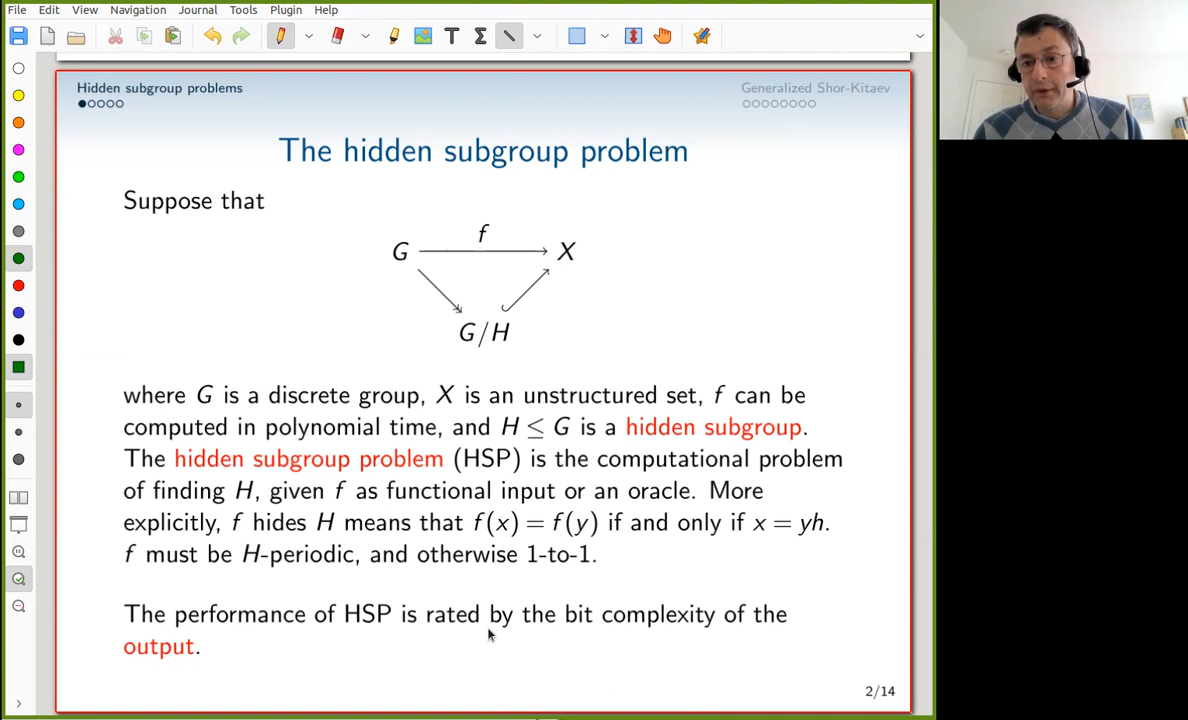 File Edit View Navigation Journal Tools Plugin Help
Hidden subgroup problems
Generalized Shor-Kitaev
The hidden subgroup problem
Suppose that
f
G
X
G/H
where G is a discrete group, X is an unstructured set, f can be
computed in polynomial time, and H ≤ G is a hidden subgroup.
The hidden subgroup problem (HSP) is the computational problem
of finding H, given f as functional input or an oracle. More
explicitly, f hides H means that f(x) = f(y) if and only if x = yh.
f must be H-periodic, and otherwise 1-to-1.
The performance of HSP is rated by the bit complexity of the
output.
2/14